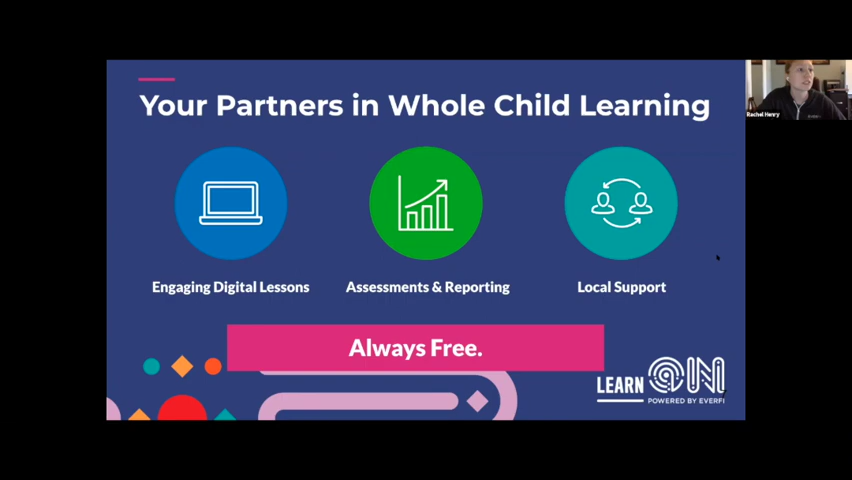 Your Partners in Whole Child Learning
Rachel Henry
Engaging Digital Lessons
Assessments & Reporting
Local Support
Always Free.
LEARN ON
POWERED BY EVERFI